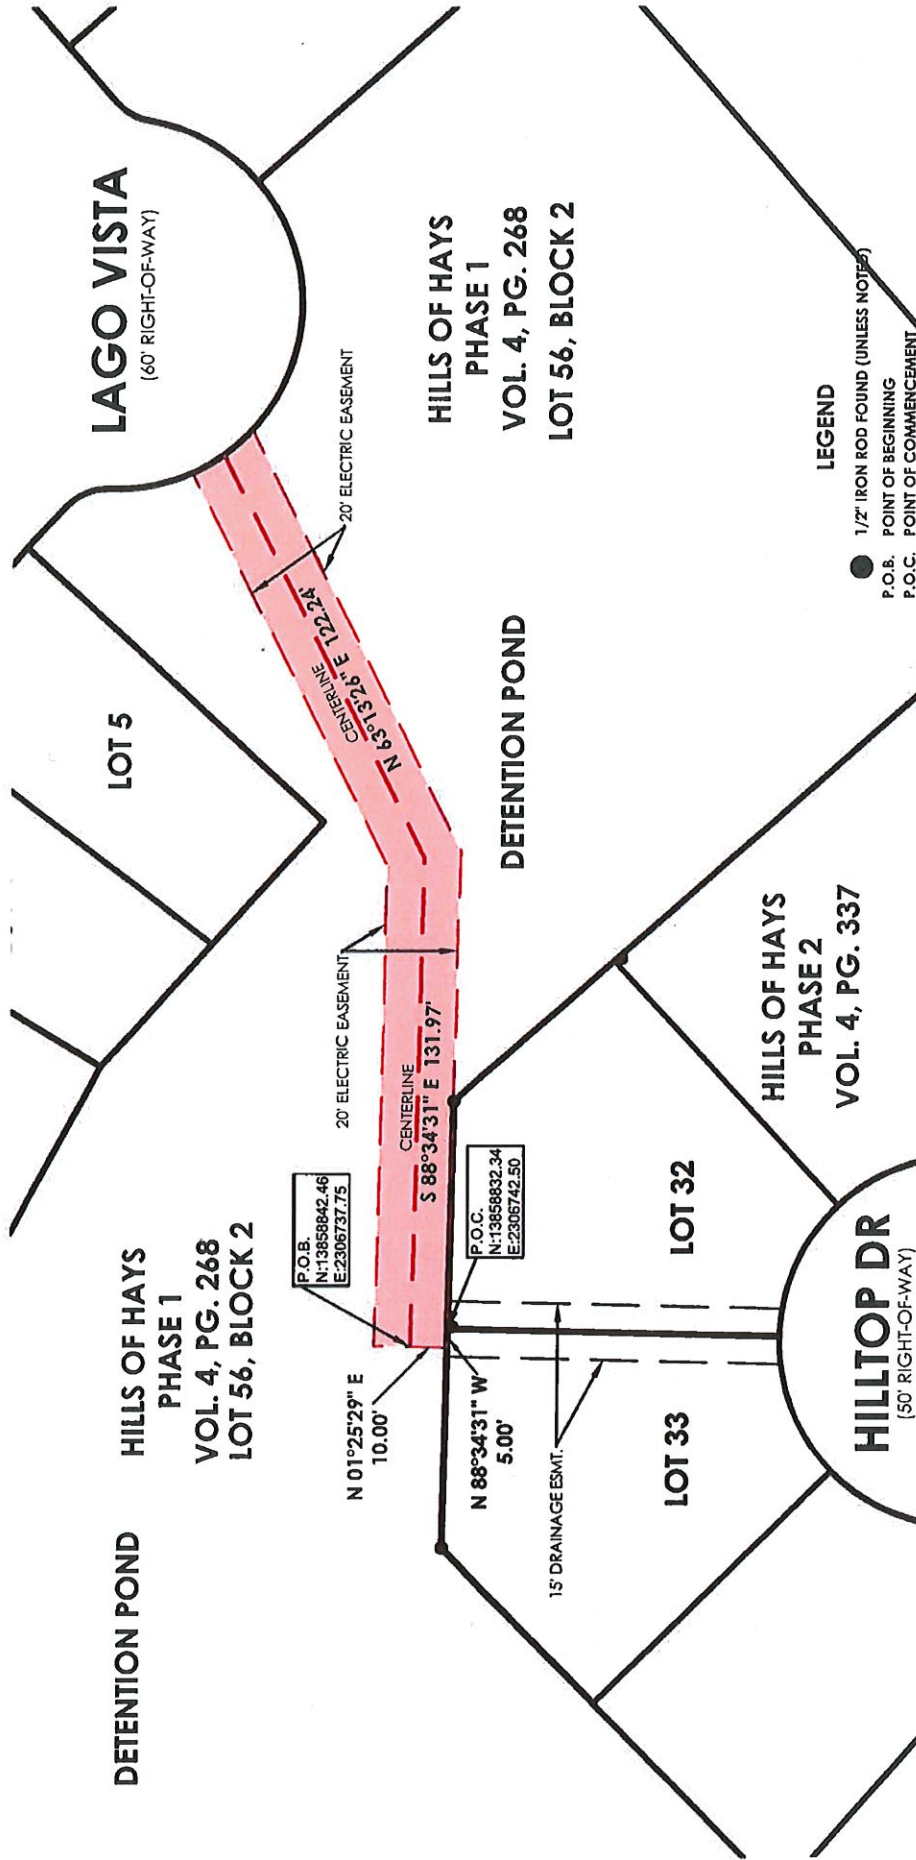 DETENTION POND
HILLS OF HAYS
PHASE 1
VOL. 4, PG. 268
LOT 56, BLOCK 2
LOT 5
LAGO VISTA
(60' RIGHT-OF-WAY)
P.O.B.
N:13858842.46
E:2306737.75
20' ELECTRIC EASEMENT
CENTERLINE
S 88°34'31" E 131.97'
CENTERLINE
N 63°13'26" E 122.24'
20' ELECTRIC EASEMENT
N 01°25'29" E
10.00'
N 88°34'31" W
5.00'
P.O.C.
N:13858832.34
E:2306742.50
15' DRAINAGE ESMT.
LOT 33
LOT 32
HILLTOP DR
(50' RIGHT-OF-WAY)
HILLS OF HAYS
PHASE 2
VOL. 4, PG. 337
DETENTION POND
HILLS OF HAYS
PHASE 1
VOL. 4, PG. 268
LOT 56, BLOCK 2
LEGEND
1/2" IRON ROD FOUND (UNLESS NOTED)
P.O.B. POINT OF BEGINNING
P.O.C. POINT OF COMMENCEMENT